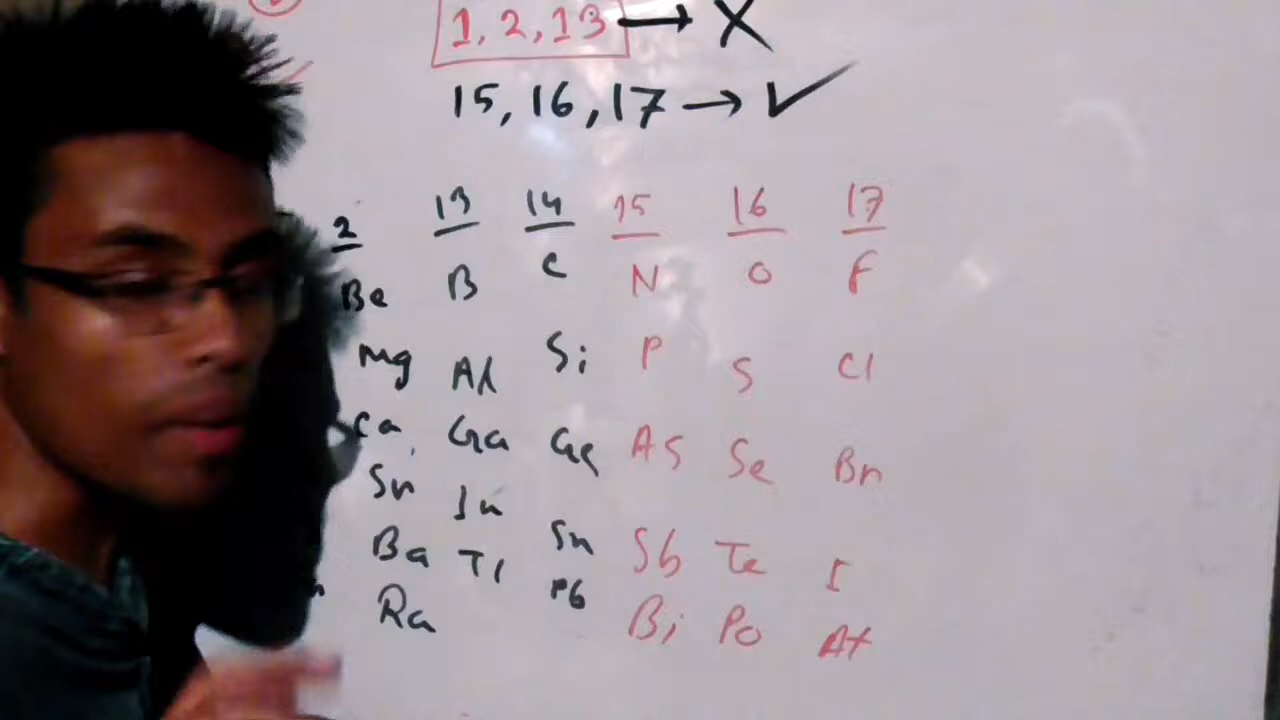 1, 2, 13 → X
15, 16, 17 → ✓
2 13 14 15 16 17
Be B C N O F
Mg Al Si P S Cl
Ca Ga Ge As Se Br
Sr In Sn Sb Te I
Ba Tl Pb Bi Po At
Ra